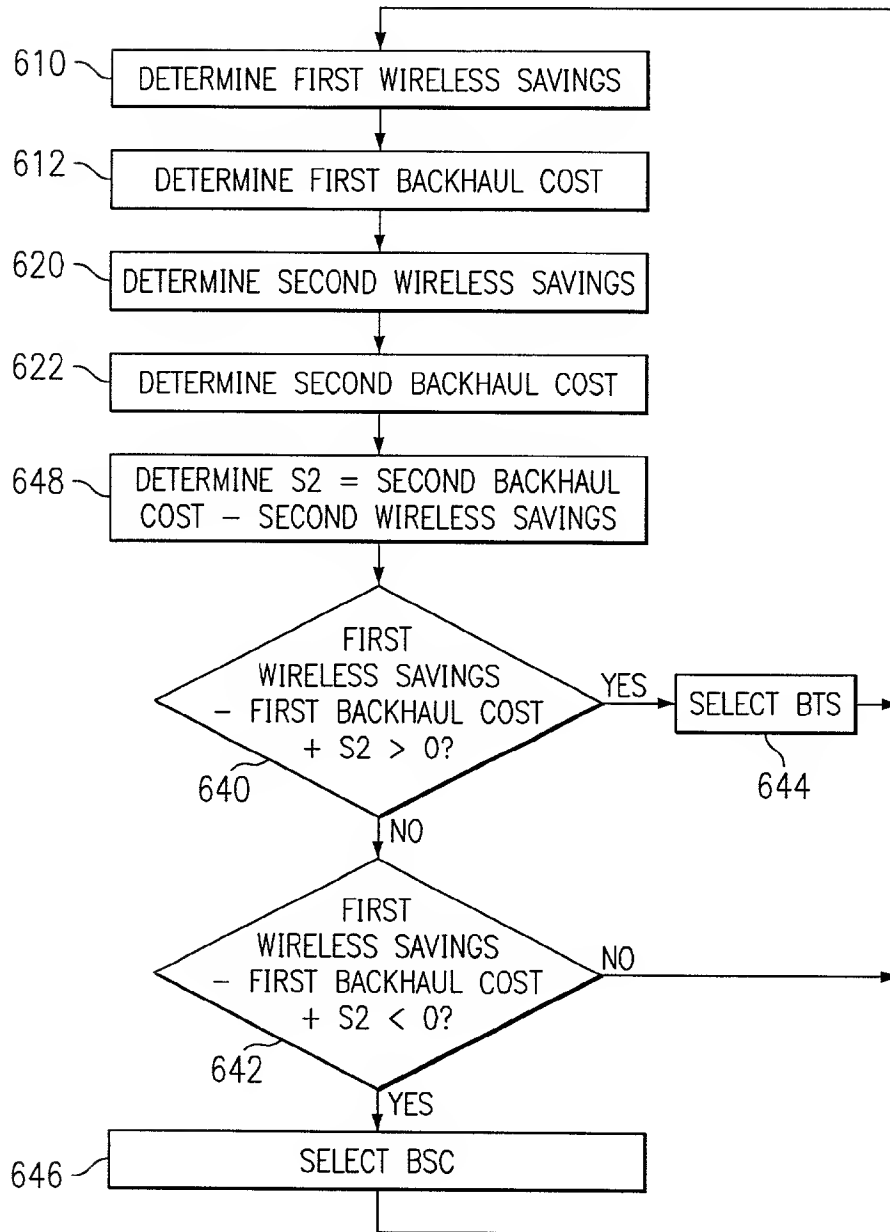 610
DETERMINE FIRST WIRELESS SAVINGS
612
DETERMINE FIRST BACKHAUL COST
620
DETERMINE SECOND WIRELESS SAVINGS
622
DETERMINE SECOND BACKHAUL COST
648
DETERMINE S2 = SECOND BACKHAUL
COST – SECOND WIRELESS SAVINGS
FIRST
WIRELESS SAVINGS
– FIRST BACKHAUL COST
+ S2 > 0?
640
YES
SELECT BTS
644
NO
FIRST
WIRELESS SAVINGS
– FIRST BACKHAUL COST
+ S2 < 0?
642
NO
YES
646
SELECT BSC